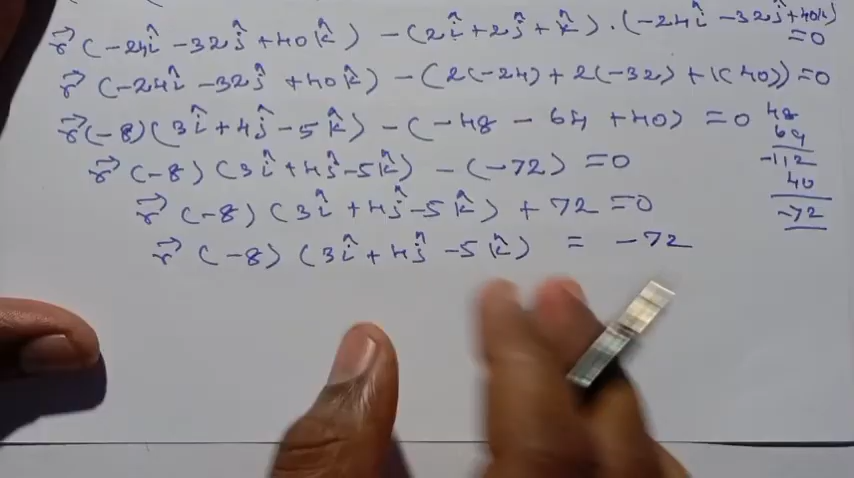 r⃗ (-24î -32ĵ +40k̂) - (2î +2ĵ + k̂) . (-24î -32ĵ +40k̂) =0
r⃗ (-24î -32ĵ +40k̂) - (2(-24) + 2(-32) + 1(40)) =0
r⃗ (-8) (3î +4ĵ -5k̂) - (-48 - 64 +40) =0
48
64
-112
40
-72
r⃗ (-8) (3î +4ĵ -5k̂) - (-72) =0
r⃗ (-8) (3î +4ĵ -5k̂) + 72 =0
r⃗ (-8) (3î +4ĵ -5k̂) = -72